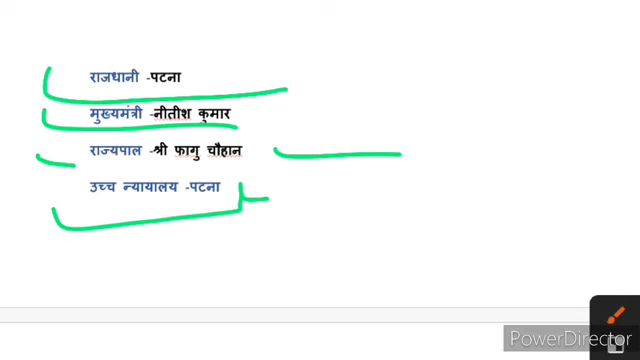 राजधानी -पटना
मुख्यमंत्री -नीतीश कुमार
राज्यपाल -श्री फागु चौहान
उच्च न्यायालय -पटना
PowerDirector